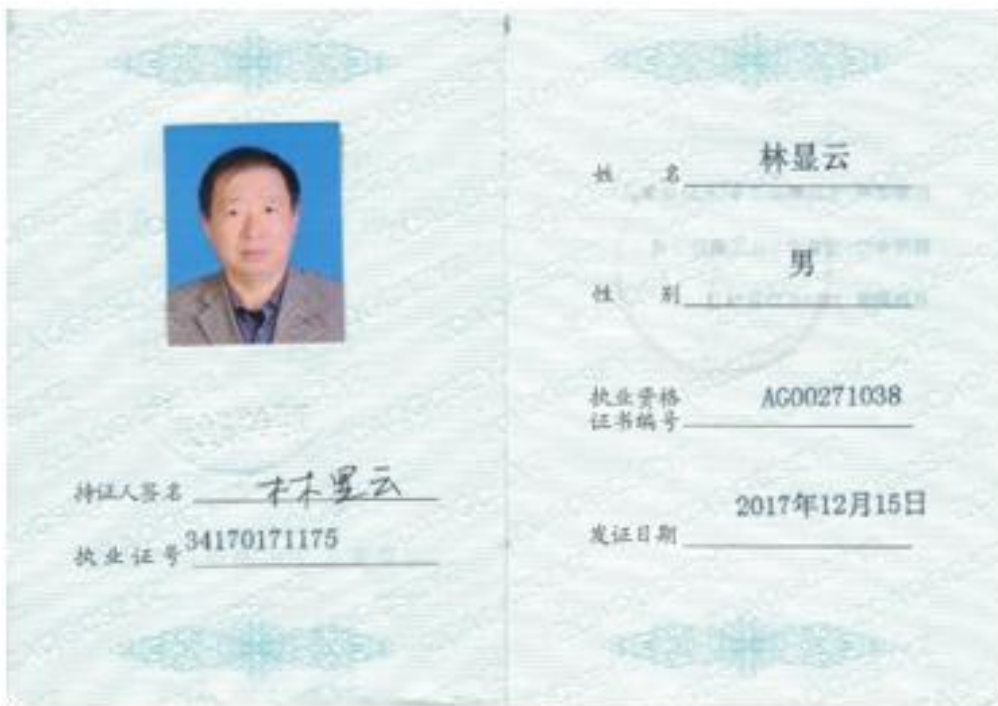 持证人签名 林显云
执业证号 34170171175
姓名 林显云
性别 男
执业资格
证书编号 AG00271038
发证日期 2017年12月15日